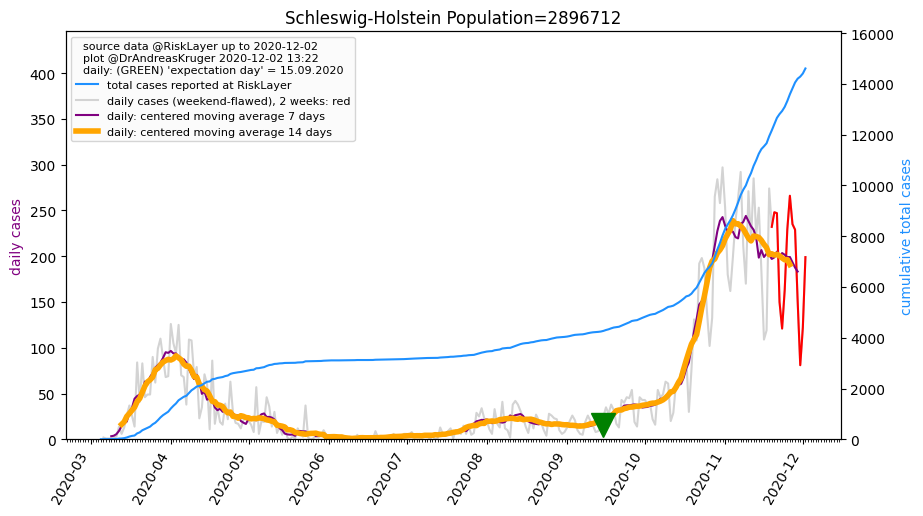 Schleswig-Holstein Population=2896712
source data @RiskLayer up to 2020-12-02
plot @DrAndreasKruger 2020-12-02 13:22
daily: (GREEN) 'expectation day' = 15.09.2020
total cases reported at RiskLayer
daily cases (weekend-flawed), 2 weeks: red
daily: centered moving average 7 days
daily: centered moving average 14 days
daily cases
400
350
300
250
200
150
100
50
0
cumulative total cases
16000
14000
12000
10000
8000
6000
4000
2000
0
2020-03
2020-04
2020-05
2020-06
2020-07
2020-08
2020-09
2020-10
2020-11
2020-12